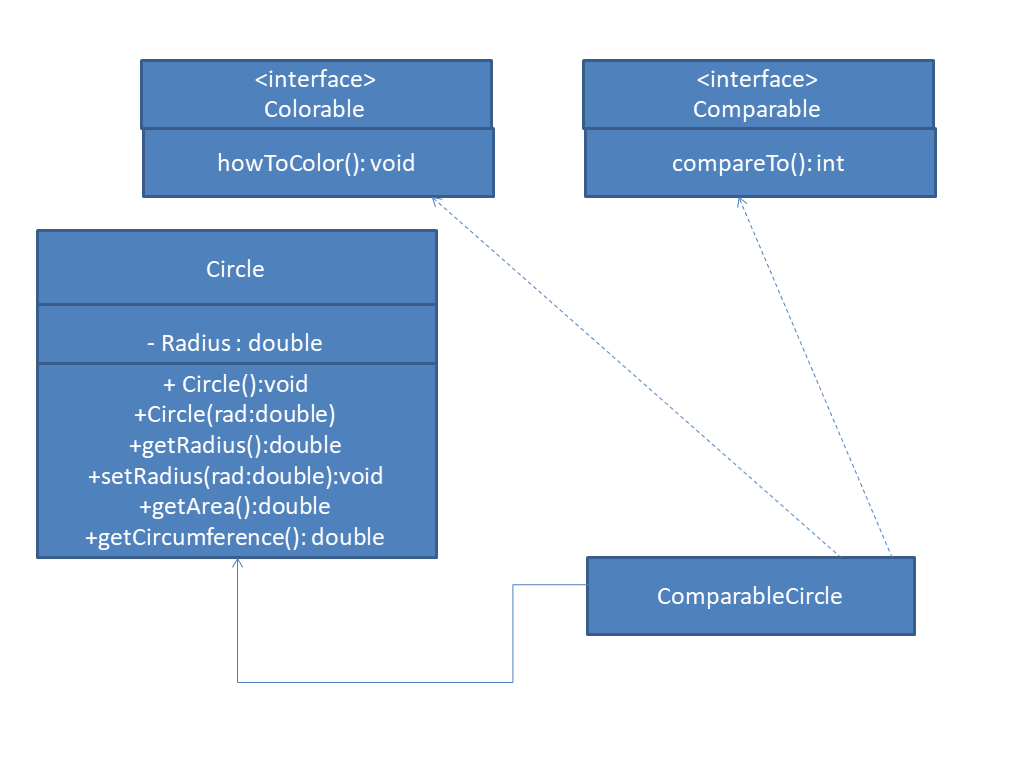 <interface>
Colorable
howToColor(): void
<interface>
Comparable
compareTo(): int
Circle
- Radius : double
+ Circle():void
+Circle(rad:double)
+getRadius():double
+setRadius(rad:double):void
+getArea():double
+getCircumference(): double
ComparableCircle